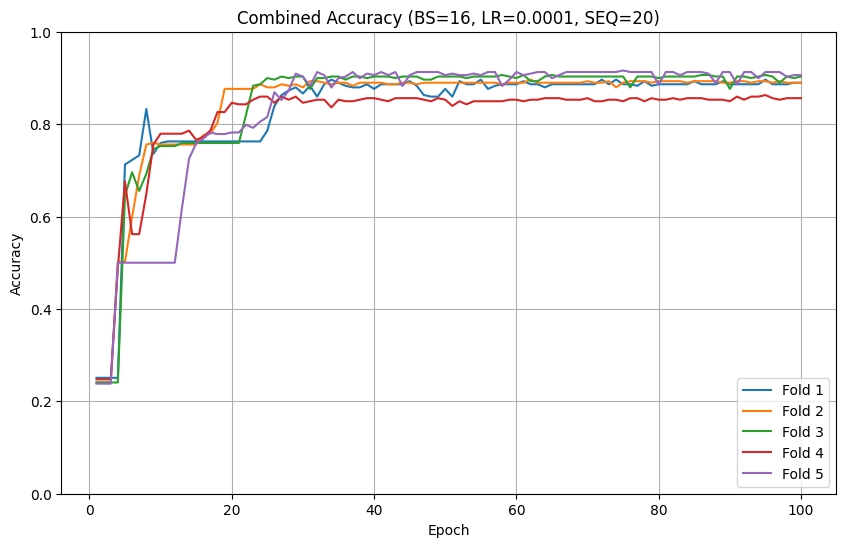 Combined Accuracy (BS=16, LR=0.0001, SEQ=20)
Accuracy
1.0
0.8
0.6
0.4
0.2
0.0
0
20
40
60
80
100
Epoch
Fold 1
Fold 2
Fold 3
Fold 4
Fold 5